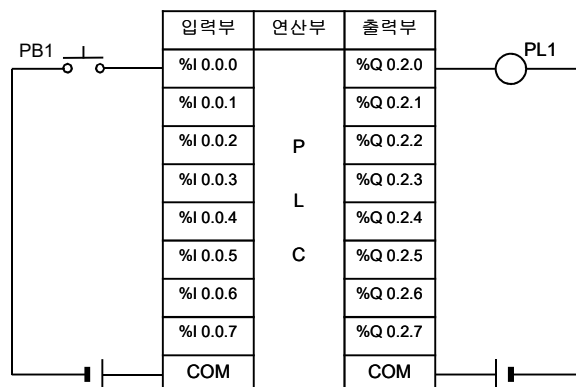 입력부 연산부 출력부
PB1 PL1
%I 0.0.0 %Q 0.2.0
%I 0.0.1 %Q 0.2.1
%I 0.0.2 P %Q 0.2.2
%I 0.0.3 %Q 0.2.3
L
%I 0.0.4 %Q 0.2.4
%I 0.0.5 C %Q 0.2.5
%I 0.0.6 %Q 0.2.6
%I 0.0.7 %Q 0.2.7
COM COM